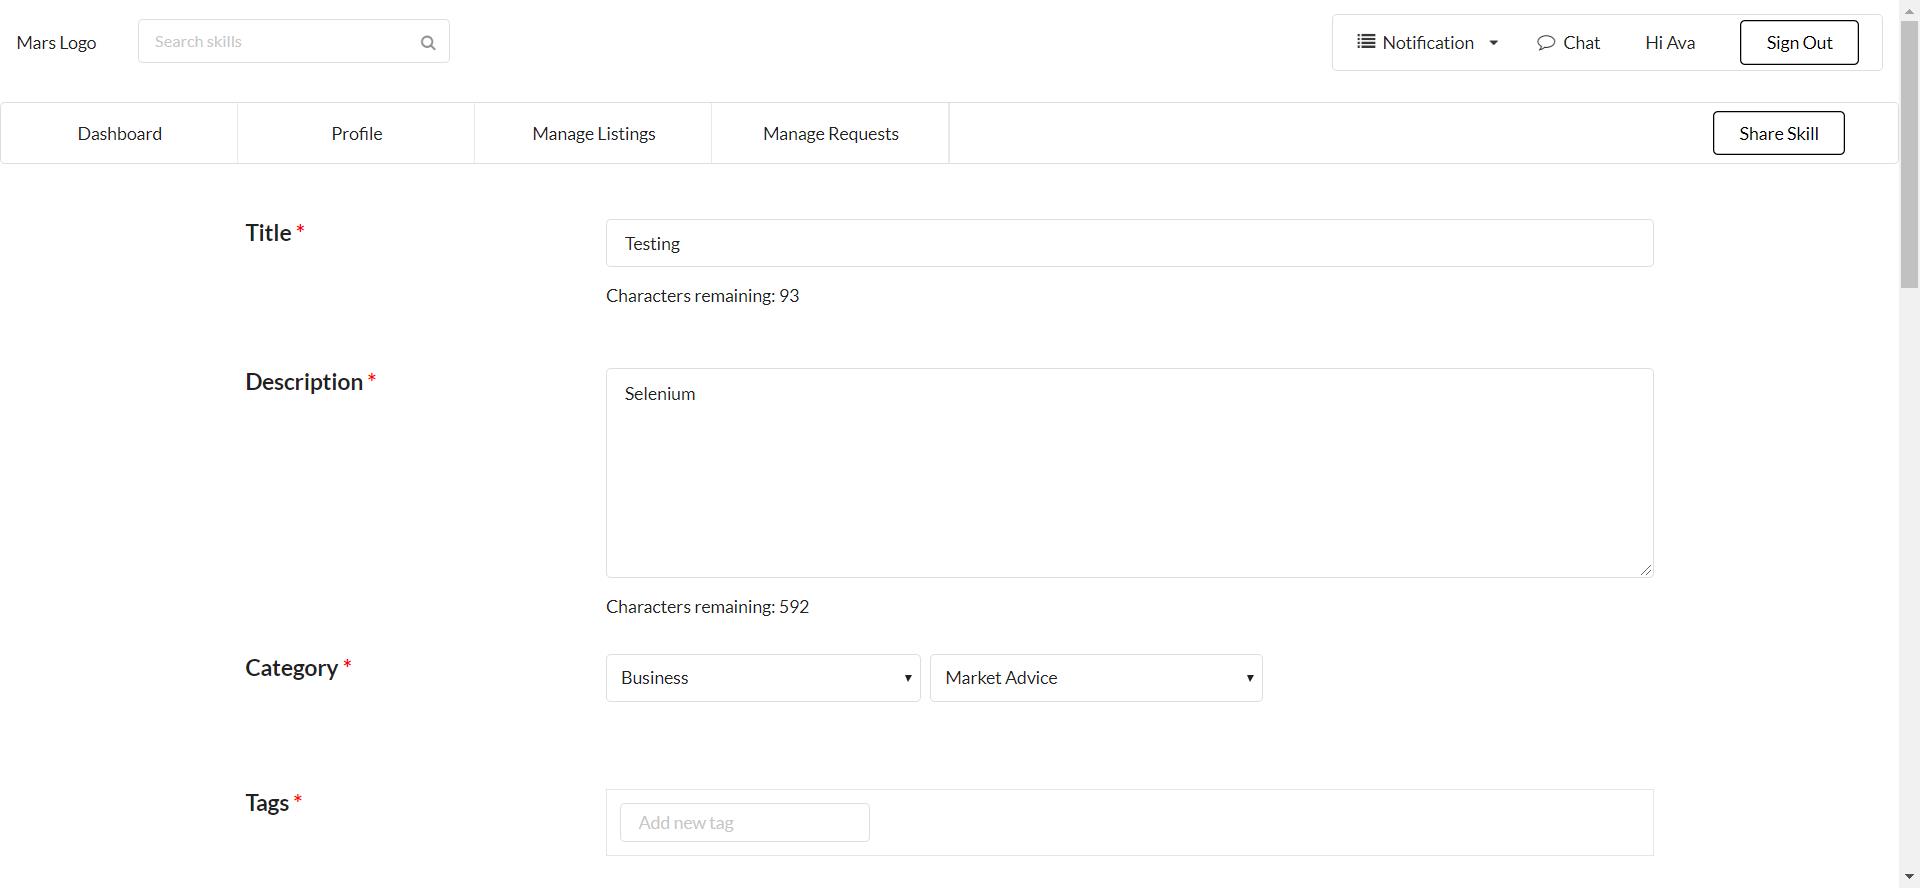 Mars Logo
Search skills
Notification
Chat
Hi Ava
Sign Out
Dashboard
Profile
Manage Listings
Manage Requests
Share Skill
Title *
Testing
Characters remaining: 93
Description *
Selenium
Characters remaining: 592
Category *
Business
Market Advice
Tags *
Add new tag